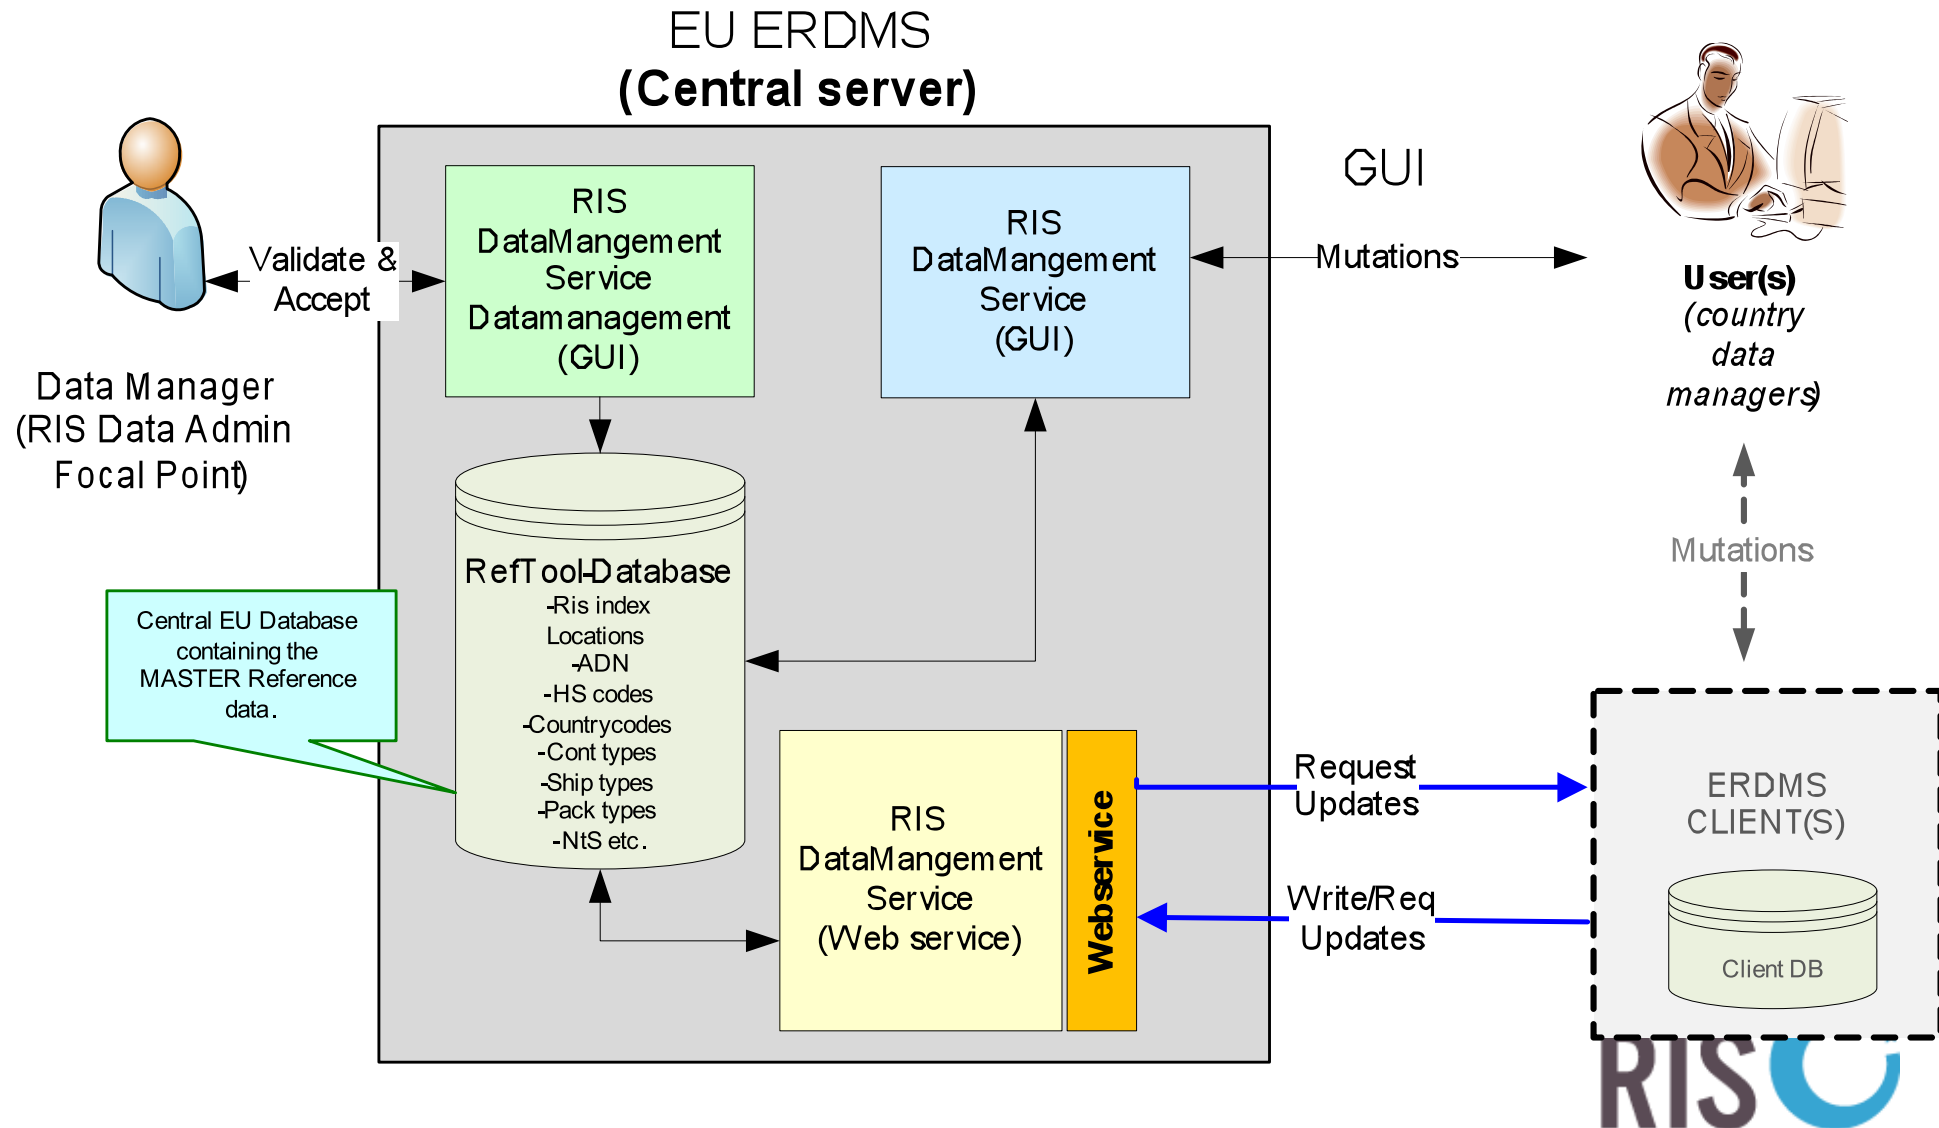 EU ERDMS
(Central server)
RIS
DataMangement
Service
Datamanagement
(GUI)
RIS
DataMangement
Service
(GUI)
GUI
Mutations
User(s)
(country
data
managers)
Validate &
Accept
Data Manager
(RIS Data Admin
Focal Point)
RefTool-Database
-Ris index
Locations
-ADN
-HS codes
-Countrycodes
-Cont types
-Ship types
-Pack types
-NtS etc.
Central EU Database
containing the
MASTER Reference
data.
Mutations
RIS
DataMangement
Service
(Web service)
Webservice
Request
Updates
Write/Req
Updates
ERDMS
CLIENT(S)
Client DB
RIS